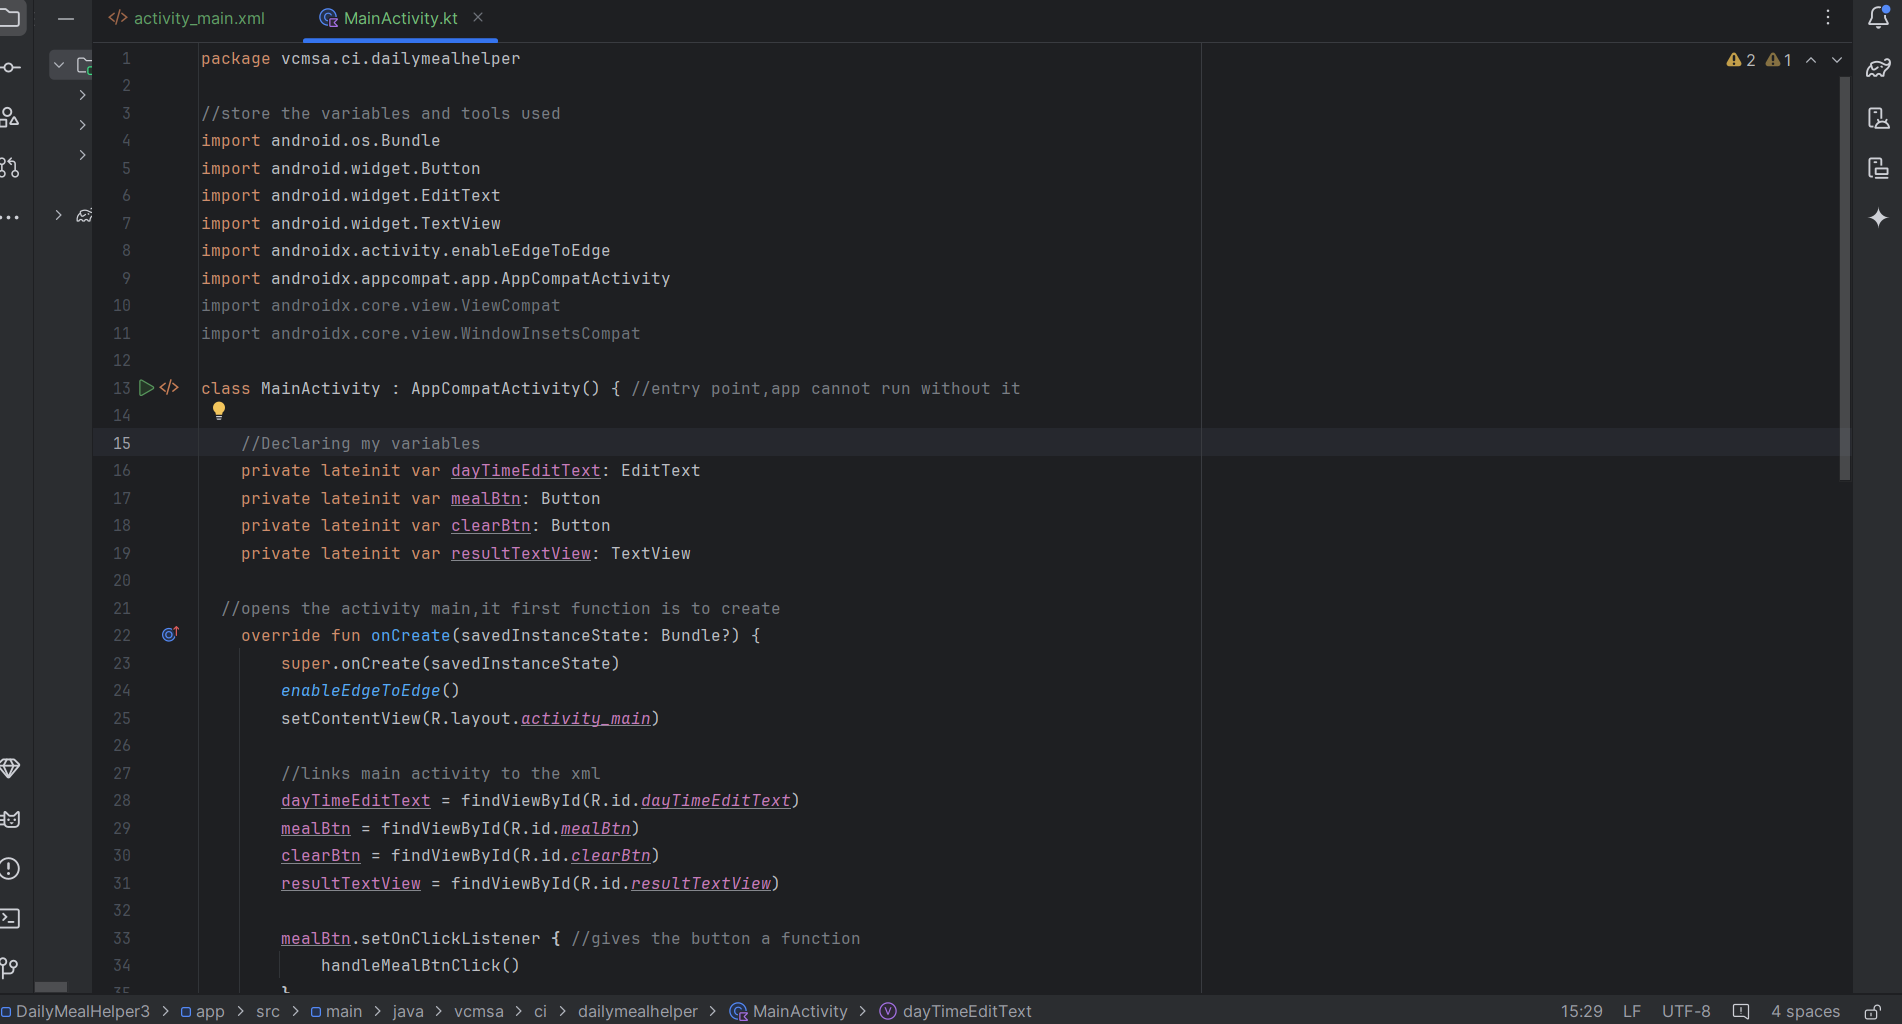 activity_main.xml MainActivity.kt
2 1
1 package vcmsa.ci.dailymealhelper
2
3 //store the variables and tools used
4 import android.os.Bundle
5 import android.widget.Button
6 import android.widget.EditText
7 import android.widget.TextView
8 import androidx.activity.enableEdgeToEdge
9 import androidx.appcompat.app.AppCompatActivity
10 import androidx.core.view.ViewCompat
11 import androidx.core.view.WindowInsetsCompat
12
13 class MainActivity : AppCompatActivity() { //entry point,app cannot run without it
14
15 //Declaring my variables
16 private lateinit var dayTimeEditText: EditText
17 private lateinit var mealBtn: Button
18 private lateinit var clearBtn: Button
19 private lateinit var resultTextView: TextView
20
21 //opens the activity main,it first function is to create
22 override fun onCreate(savedInstanceState: Bundle?) {
23 super.onCreate(savedInstanceState)
24 enableEdgeToEdge()
25 setContentView(R.layout.activity_main)
26
27 //links main activity to the xml
28 dayTimeEditText = findViewById(R.id.dayTimeEditText)
29 mealBtn = findViewById(R.id.mealBtn)
30 clearBtn = findViewById(R.id.clearBtn)
31 resultTextView = findViewById(R.id.resultTextView)
32
33 mealBtn.setOnClickListener { //gives the button a function
34 handleMealBtnClick()
35 }
DailyMealHelper3 > app > src > main > java > vcmsa > ci > dailymealhelper > MainActivity > dayTimeEditText 15:29 LF UTF-8 4 spaces